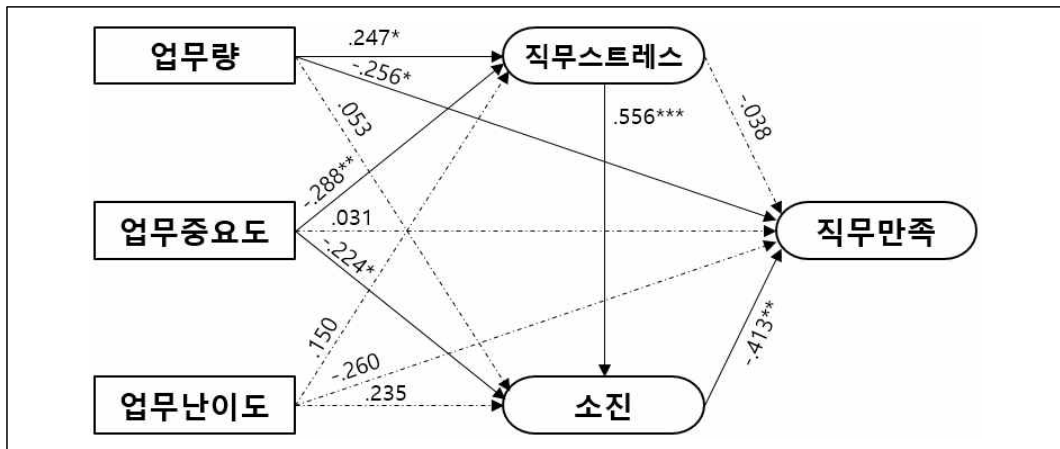 업무량
.247*
직무스트레스
-.256*
.053
.556***
-.038
-.288**
업무중요도
.031
직무만족
-.224*
.150
-.260
-.413**
업무난이도
.235
소진